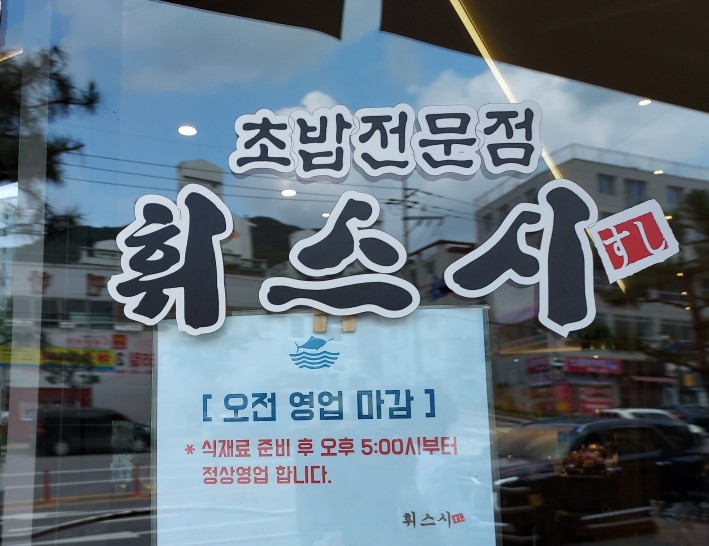 초밥전문점
휘스시 すし
[ 오전 영업 마감 ]
* 식재료 준비 후 오후 5:00시부터
정상영업 합니다.
휘스시 すし